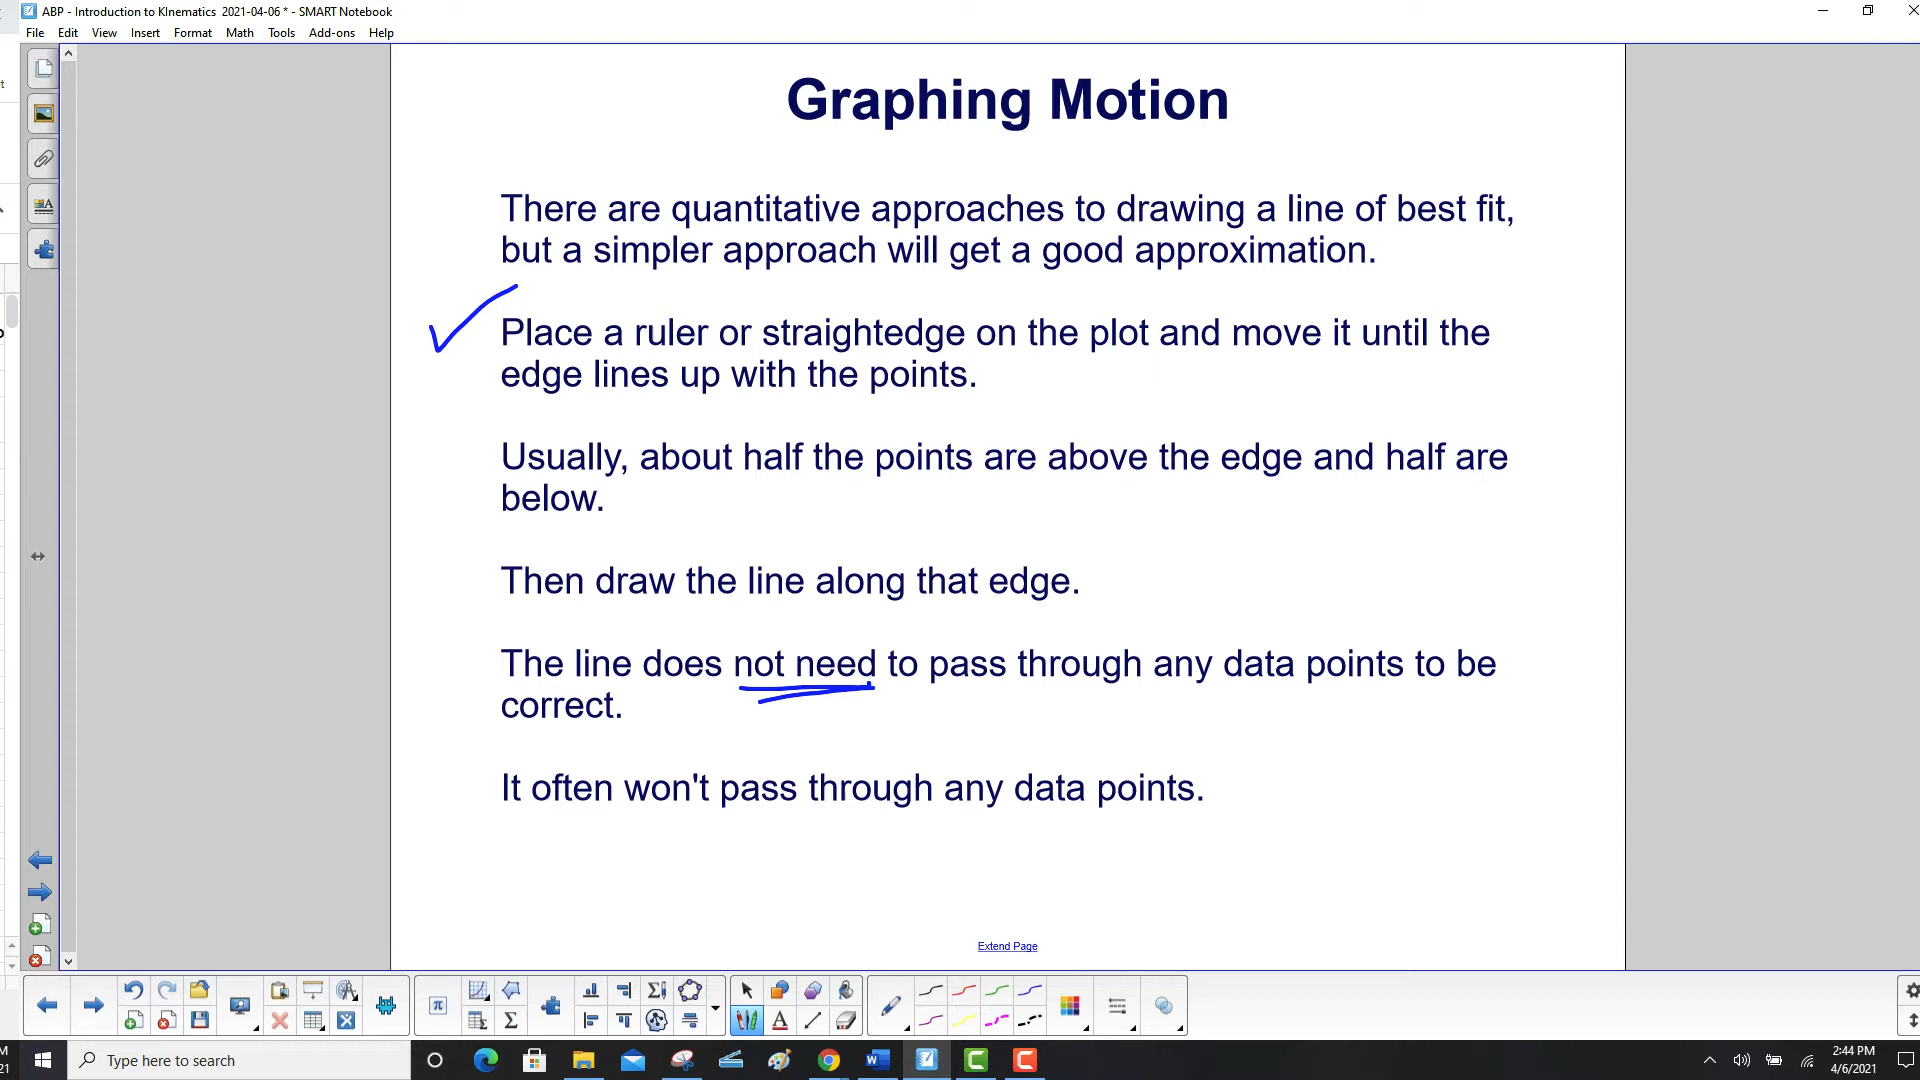 ABP - Introduction to KInematics 2021-04-06 * - SMART Notebook
File Edit View Insert Format Math Tools Add-ons Help
Graphing Motion
There are quantitative approaches to drawing a line of best fit,
but a simpler approach will get a good approximation.
Place a ruler or straightedge on the plot and move it until the
edge lines up with the points.
Usually, about half the points are above the edge and half are
below.
Then draw the line along that edge.
The line does not need to pass through any data points to be
correct.
It often won't pass through any data points.
Extend Page
Type here to search
2:44 PM
4/6/2021